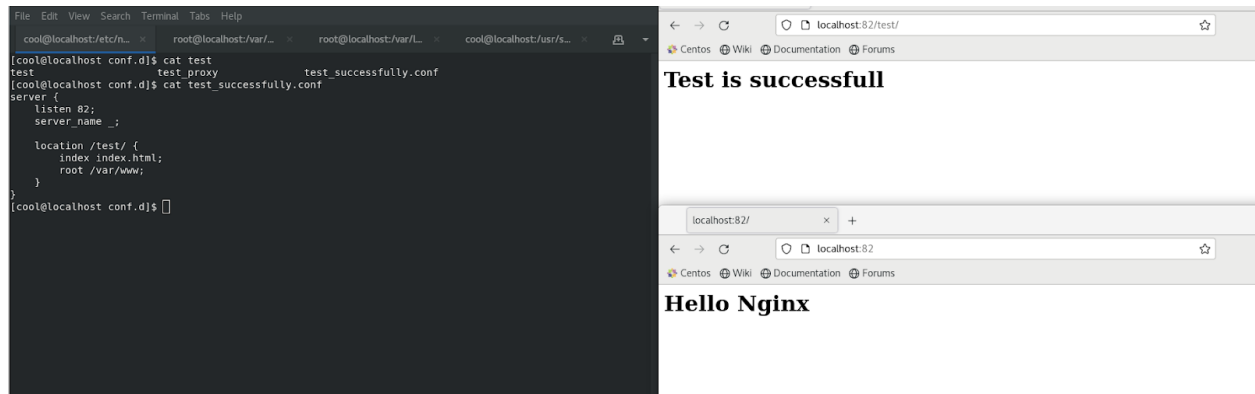 File Edit View Search Terminal Tabs Help
cool@localhost:/etc/n... × root@localhost:/var/... × root@localhost:/var/l... × cool@localhost:/usr/s... ×
[cool@localhost conf.d]$ cat test
test test_proxy test_successfully.conf
[cool@localhost conf.d]$ cat test_successfully.conf
server {
    listen 82;
    server_name _;

    location /test/ {
        index index.html;
        root /var/www;
    }
}
[cool@localhost conf.d]$
localhost:82/test/
Centos Wiki Documentation Forums
Test is successfull
localhost:82/ × +
localhost:82
Centos Wiki Documentation Forums
Hello Nginx